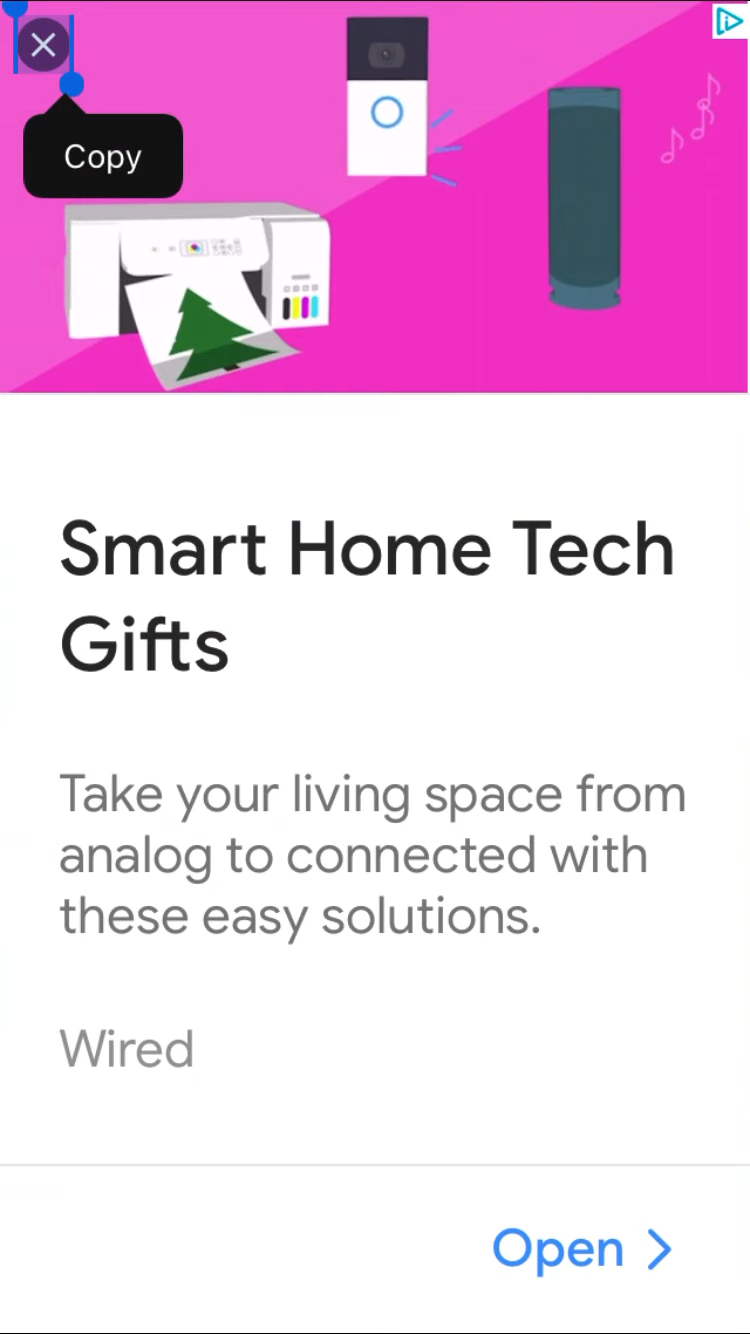 Copy
Smart Home Tech
Gifts
Take your living space from
analog to connected with
these easy solutions.
Wired
Open